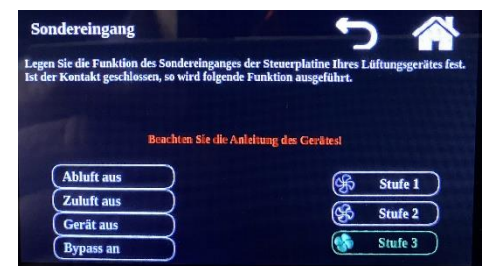 Sondereingang
Legen Sie die Funktion des Sondereinganges der Steuerplatine Ihres Lüftungsgerätes fest.
Ist der Kontakt geschlossen, so wird folgende Funktion ausgeführt.
Beachten Sie die Anleitung des Gerätes!
Abluft aus
Zuluft aus
Gerät aus
Bypass an
Stufe 1
Stufe 2
Stufe 3